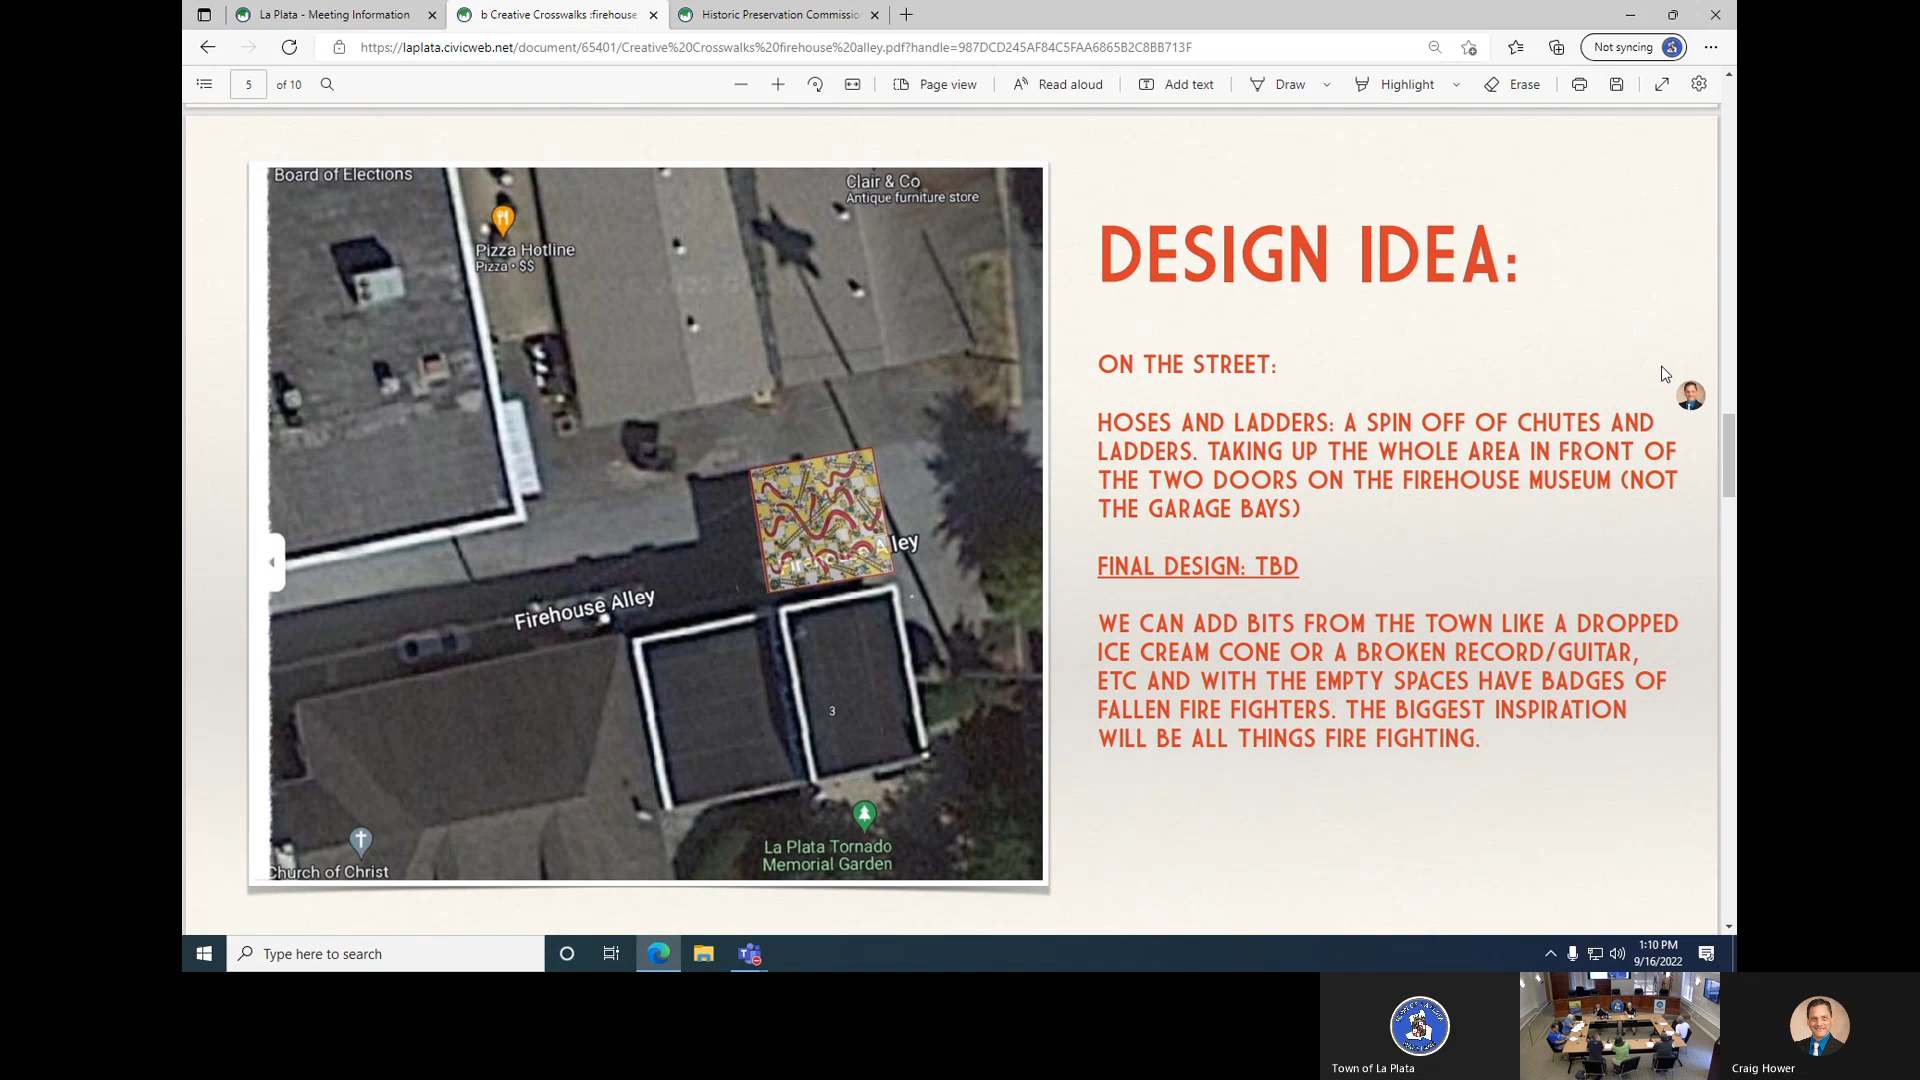 La Plata - Meeting Information
b Creative Crosswalks :firehouse
Historic Preservation Commissio
https://laplata.civicweb.net/document/65401/Creative%20Crosswalks%20firehouse%20alley.pdf?handle=987DCD245AF84C5FAA6865B2C8BB713F
Not syncing
5 of 10
Page view
Read aloud
Add text
Draw
Highlight
Erase
Board of Elections
Clair & Co
Antique furniture store
Pizza Hotline
Pizza • $$
Firehouse Alley
Firehouse Alley
3
La Plata Tornado
Memorial Garden
Church of Christ
DESIGN IDEA:
ON THE STREET:
HOSES AND LADDERS: A SPIN OFF OF CHUTES AND
LADDERS. TAKING UP THE WHOLE AREA IN FRONT OF
THE TWO DOORS ON THE FIREHOUSE MUSEUM (NOT
THE GARAGE BAYS)
FINAL DESIGN: TBD
WE CAN ADD BITS FROM THE TOWN LIKE A DROPPED
ICE CREAM CONE OR A BROKEN RECORD/GUITAR,
ETC AND WITH THE EMPTY SPACES HAVE BADGES OF
FALLEN FIRE FIGHTERS. THE BIGGEST INSPIRATION
WILL BE ALL THINGS FIRE FIGHTING.
Type here to search
1:10 PM
9/16/2022
Town of La Plata
Craig Hower